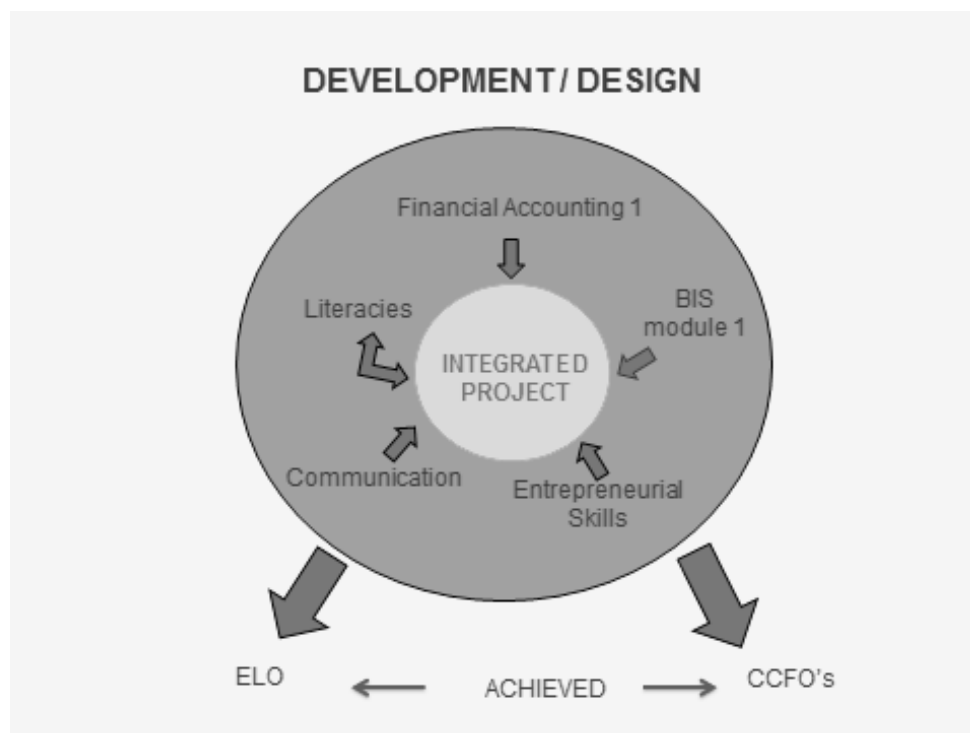 DEVELOPMENT / DESIGN
Financial Accounting 1
Literacies
BIS
module 1
INTEGRATED
PROJECT
Communication
Entrepreneurial
Skills
ELO
ACHIEVED
CCFO's